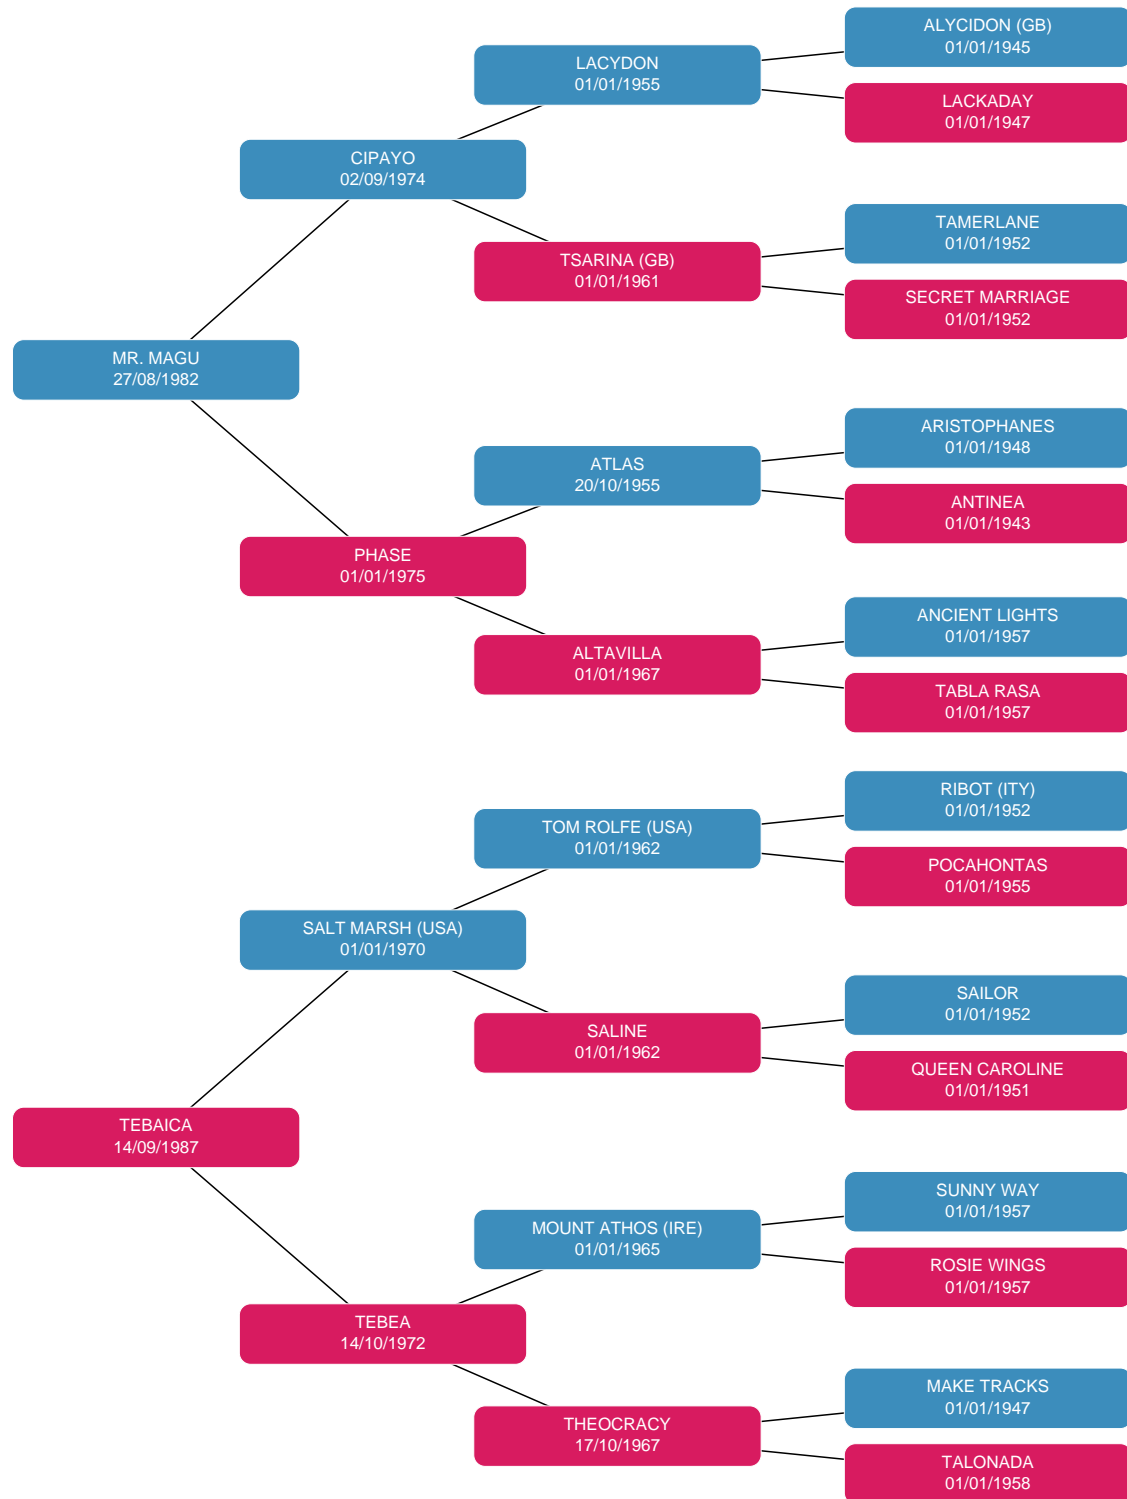 ALYCIDON (GB)
01/01/1945
LACYDON
01/01/1955
LACKADAY
01/01/1947
CIPAYO
02/09/1974
TAMERLANE
01/01/1952
TSARINA (GB)
01/01/1961
SECRET MARRIAGE
01/01/1952
MR. MAGU
27/08/1982
ARISTOPHANES
01/01/1948
ATLAS
20/10/1955
ANTINEA
01/01/1943
PHASE
01/01/1975
ANCIENT LIGHTS
01/01/1957
ALTAVILLA
01/01/1967
TABLA RASA
01/01/1957
RIBOT (ITY)
01/01/1952
TOM ROLFE (USA)
01/01/1962
POCAHONTAS
01/01/1955
SALT MARSH (USA)
01/01/1970
SAILOR
01/01/1952
SALINE
01/01/1962
QUEEN CAROLINE
01/01/1951
TEBAICA
14/09/1987
SUNNY WAY
01/01/1957
MOUNT ATHOS (IRE)
01/01/1965
ROSIE WINGS
01/01/1957
TEBEA
14/10/1972
MAKE TRACKS
01/01/1947
THEOCRACY
17/10/1967
TALONADA
01/01/1958